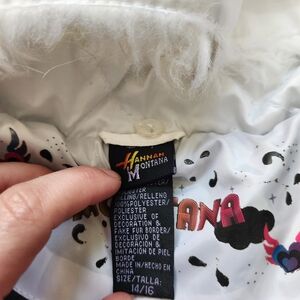 HANNAH
MONTANA
M
FILLING/RELLENO
100%POLYESTER/
POLIESTER
EXCLUSIVE OF
DECORATION &
FAKE FUR BORDER/
EXCLUSIVO DE
DECORACIÓN &
IMITACIÓN DE PIEL
BORDE
MADE IN/HECHO EN
CHINA
SIZE/TALLA:
14/16
TANA